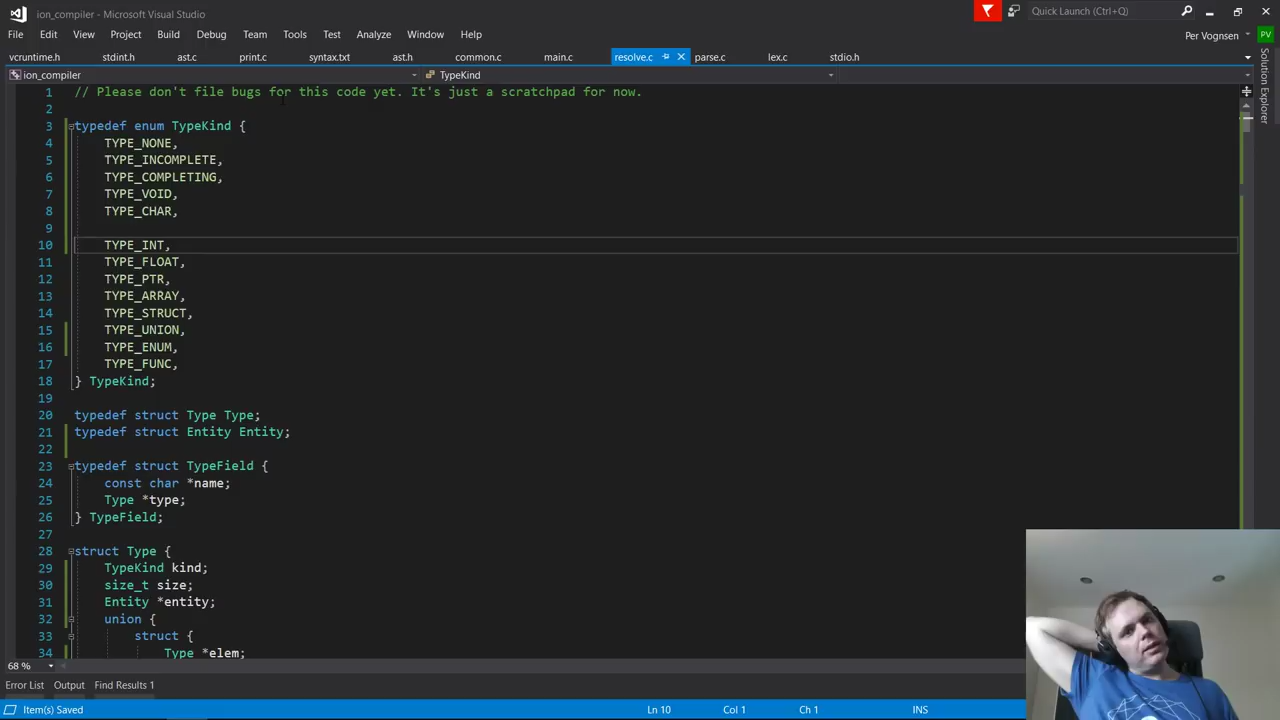 ion_compiler - Microsoft Visual Studio
Quick Launch (Ctrl+Q)
File Edit View Project Build Debug Team Tools Test Analyze Window Help
Per Vognsen PV
vcruntime.h stdint.h ast.c print.c syntax.txt ast.h common.c main.c resolve.c parse.c lex.c stdio.h
ion_compiler TypeKind
1 // Please don't file bugs for this code yet. It's just a scratchpad for now.
2
3 typedef enum TypeKind {
4 TYPE_NONE,
5 TYPE_INCOMPLETE,
6 TYPE_COMPLETING,
7 TYPE_VOID,
8 TYPE_CHAR,
9
10 TYPE_INT,
11 TYPE_FLOAT,
12 TYPE_PTR,
13 TYPE_ARRAY,
14 TYPE_STRUCT,
15 TYPE_UNION,
16 TYPE_ENUM,
17 TYPE_FUNC,
18 } TypeKind;
19
20 typedef struct Type Type;
21 typedef struct Entity Entity;
22
23 typedef struct TypeField {
24 const char *name;
25 Type *type;
26 } TypeField;
27
28 struct Type {
29 TypeKind kind;
30 size_t size;
31 Entity *entity;
32 union {
33 struct {
34 Type *elem;
68 %
Error List Output Find Results 1
Item(s) Saved Ln 10 Col 1 Ch 1 INS
Solution Explorer